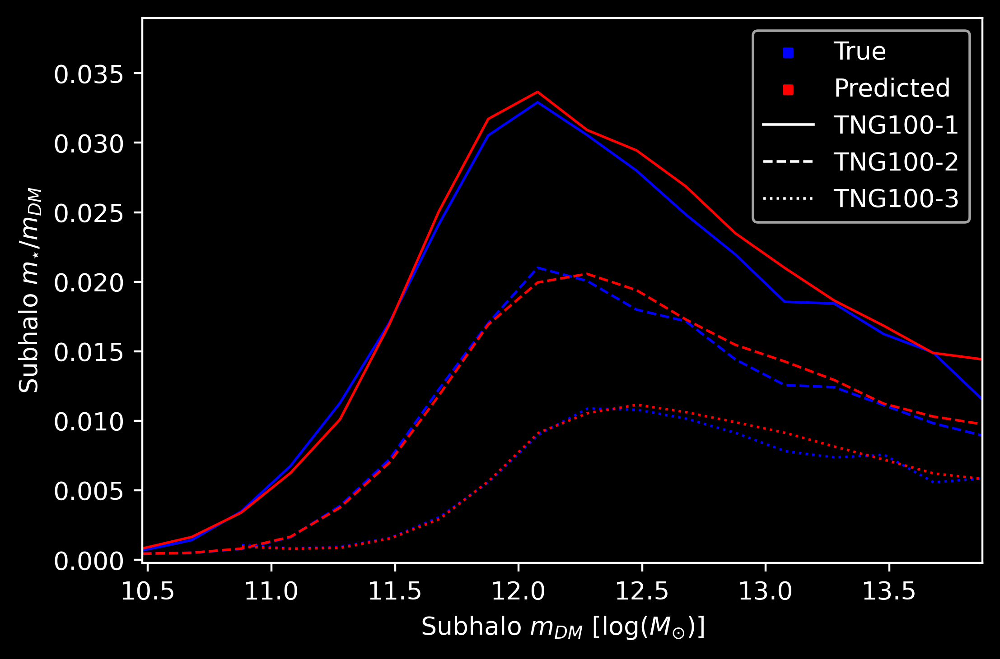 True
Predicted
TNG100-1
TNG100-2
TNG100-3
0.035
0.030
0.025
0.020
0.015
0.010
0.005
0.000
Subhalo m⋆/m_DM
10.5 11.0 11.5 12.0 12.5 13.0 13.5
Subhalo m_DM [log(M⊙)]